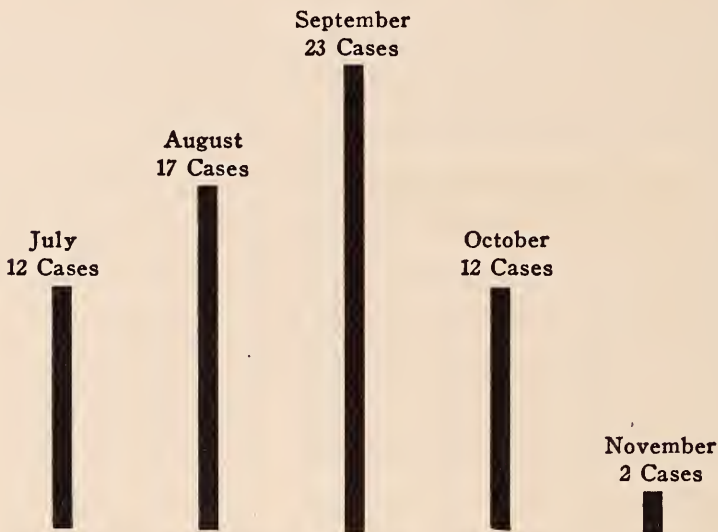 September
23 Cases
August
17 Cases
July
12 Cases
October
12 Cases
November
2 Cases